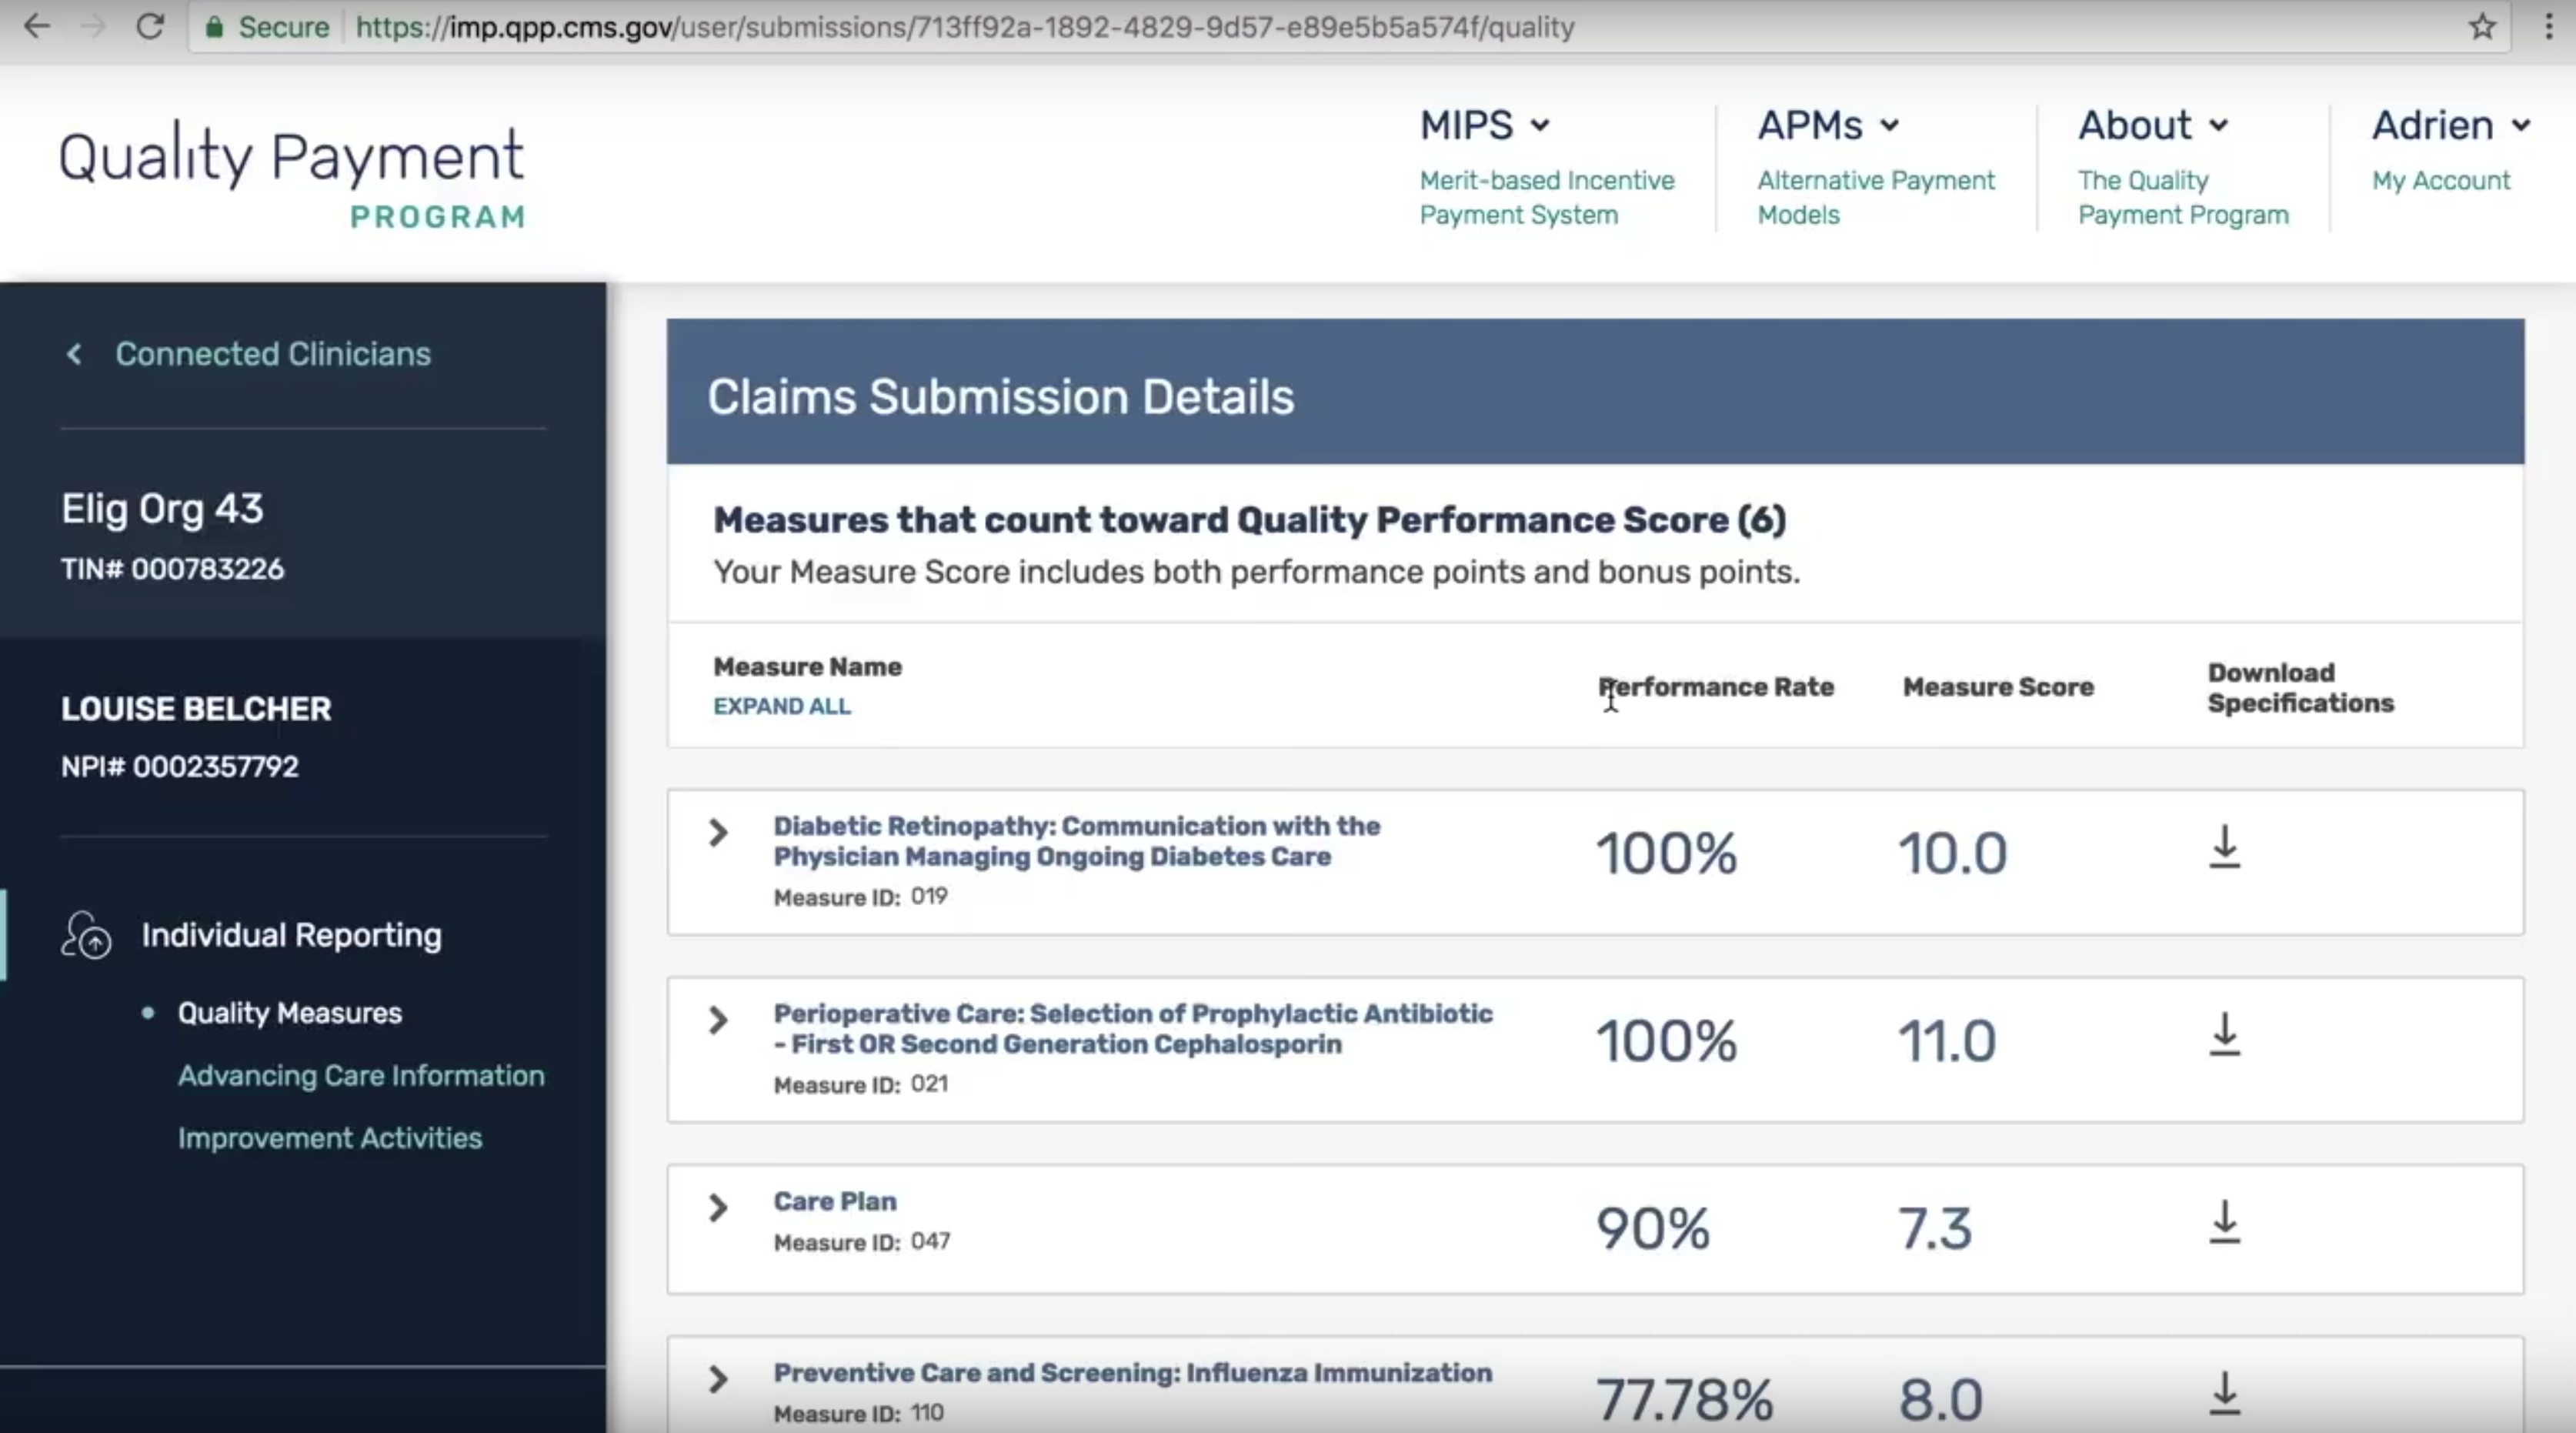 Secure https://imp.qpp.cms.gov/user/submissions/713ff92a-1892-4829-9d57-e89e5b5a574f/quality
Quality Payment
PROGRAM
MIPS
Merit-based Incentive
Payment System
APMs
Alternative Payment
Models
About
The Quality
Payment Program
Adrien
My Account
Connected Clinicians
Elig Org 43
TIN# 000783226
LOUISE BELCHER
NPI# 0002357792
Individual Reporting
Quality Measures
Advancing Care Information
Improvement Activities
Claims Submission Details
Measures that count toward Quality Performance Score (6)
Your Measure Score includes both performance points and bonus points.
Measure Name
EXPAND ALL
Performance Rate
Measure Score
Download
Specifications
Diabetic Retinopathy: Communication with the
Physician Managing Ongoing Diabetes Care
Measure ID: 019
100%
10.0
Perioperative Care: Selection of Prophylactic Antibiotic
- First OR Second Generation Cephalosporin
Measure ID: 021
100%
11.0
Care Plan
Measure ID: 047
90%
7.3
Preventive Care and Screening: Influenza Immunization
Measure ID: 110
77.78%
8.0